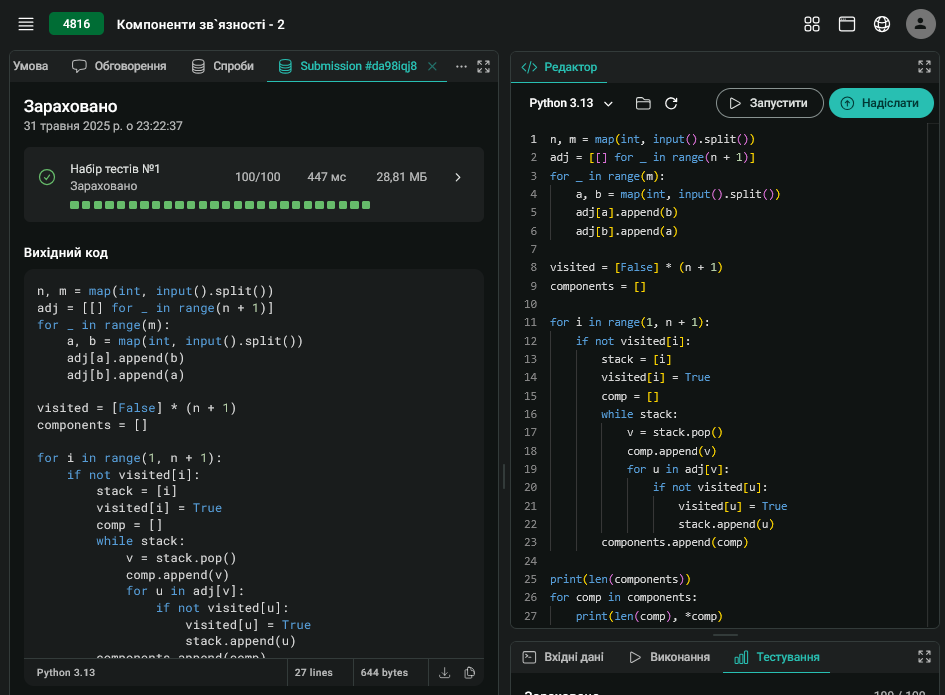 4816 Компоненти зв`язності - 2
Умова Обговорення Спроби Submission #da98iqj8
Зараховано
31 травня 2025 р. о 23:22:37
Набір тестів №1
Зараховано
100/100 447 мс 28,81 МБ
Вихідний код
n, m = map(int, input().split())
adj = [[] for _ in range(n + 1)]
for _ in range(m):
    a, b = map(int, input().split())
    adj[a].append(b)
    adj[b].append(a)
visited = [False] * (n + 1)
components = []
for i in range(1, n + 1):
    if not visited[i]:
        stack = [i]
        visited[i] = True
        comp = []
        while stack:
            v = stack.pop()
            comp.append(v)
            for u in adj[v]:
                if not visited[u]:
                    visited[u] = True
                    stack.append(u)
        components.append(comp)
Python 3.13 27 lines 644 bytes
</> Редактор
Python 3.13 Запустити Надіслати
1 n, m = map(int, input().split())
2 adj = [[] for _ in range(n + 1)]
3 for _ in range(m):
4     a, b = map(int, input().split())
5     adj[a].append(b)
6     adj[b].append(a)
7
8 visited = [False] * (n + 1)
9 components = []
10
11 for i in range(1, n + 1):
12     if not visited[i]:
13         stack = [i]
14         visited[i] = True
15         comp = []
16         while stack:
17             v = stack.pop()
18             comp.append(v)
19             for u in adj[v]:
20                 if not visited[u]:
21                     visited[u] = True
22                     stack.append(u)
23         components.append(comp)
24
25 print(len(components))
26 for comp in components:
27     print(len(comp), *comp)
Вхідні дані Виконання Тестування
Зараховано 100 / 100